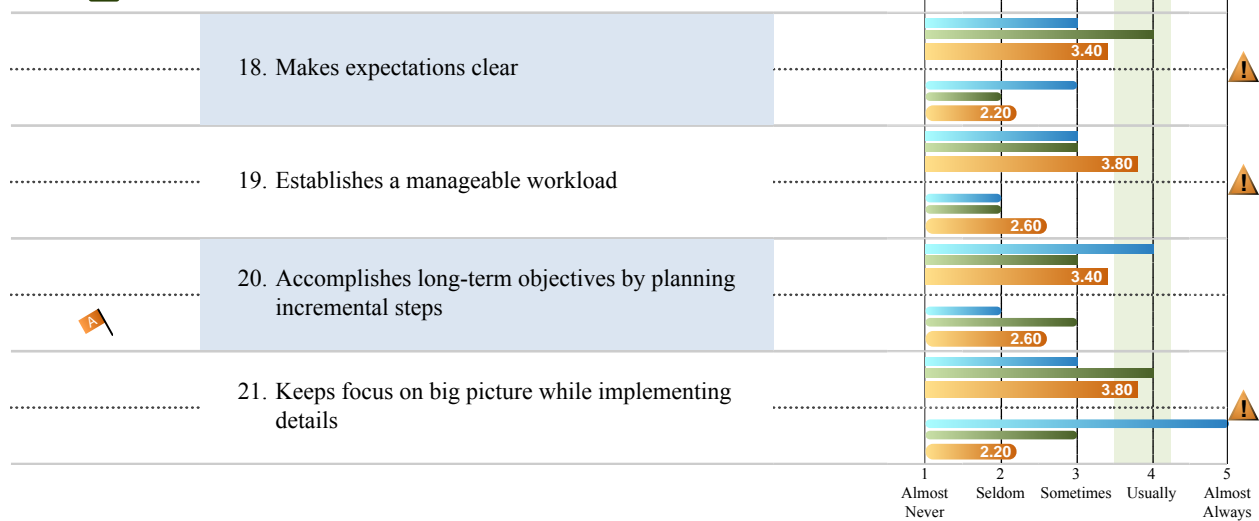 18. Makes expectations clear
3.40
!
2.20
19. Establishes a manageable workload
3.80
!
2.60
20. Accomplishes long-term objectives by planning
incremental steps
3.40
A
2.60
21. Keeps focus on big picture while implementing
details
3.80
!
2.20
1 2 3 4 5
Almost Never Seldom Sometimes Usually Almost Always